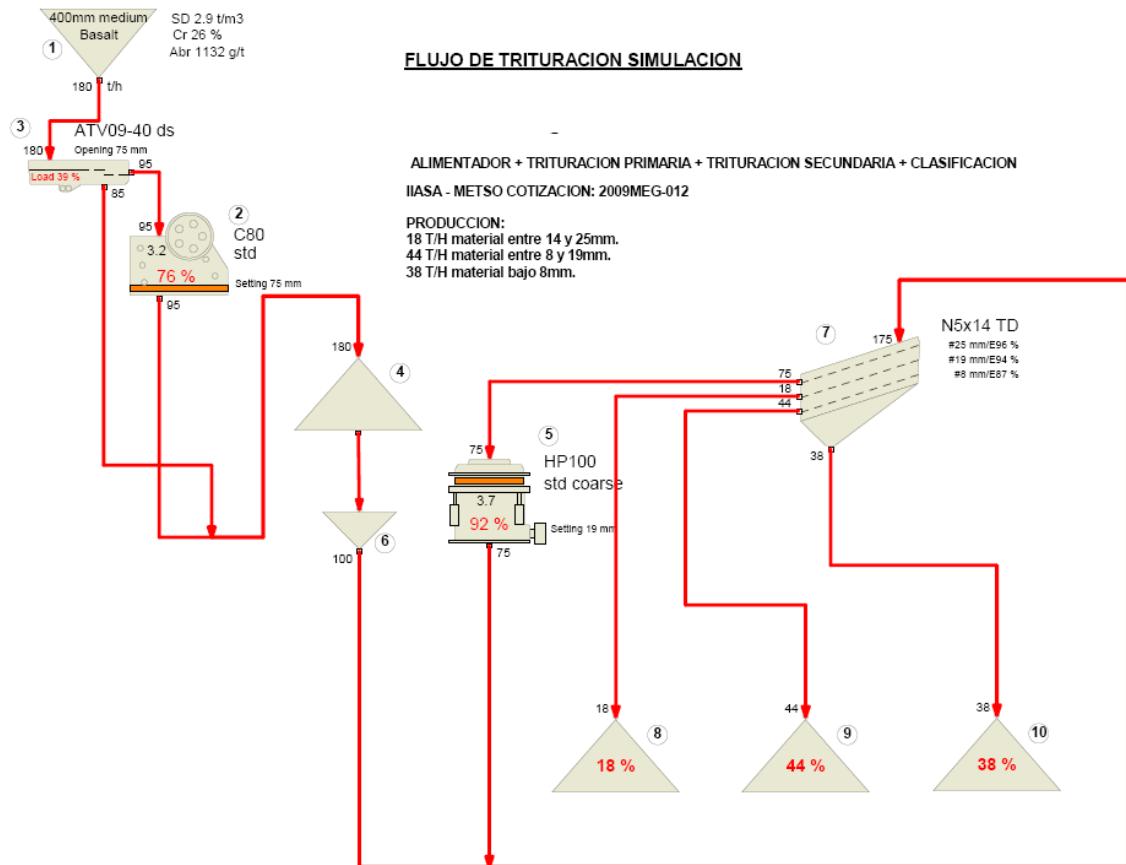 400mm medium
Basalt
SD 2.9 t/m3
Cr 26 %
Abr 1132 g/t
1
180 t/h
FLUJO DE TRITURACION SIMULACION
3
ATV09-40 ds
Opening 75 mm
180
95
Load 39 %
85
ALIMENTADOR + TRITURACION PRIMARIA + TRITURACION SECUNDARIA + CLASIFICACION
IIASA - METSO COTIZACION: 2009MEG-012
PRODUCCION:
18 T/H material entre 14 y 25mm.
44 T/H material entre 8 y 19mm.
38 T/H material bajo 8mm.
2
C80
std
95
3.2
76 %
Setting 75 mm
95
180
4
6
100
5
HP100
std coarse
75
3.7
92 %
Setting 19 mm
75
7
N5x14 TD
#25 mm/E96 %
#19 mm/E94 %
#8 mm/E87 %
175
75
18
44
38
18
8
18 %
44
9
44 %
38
10
38 %